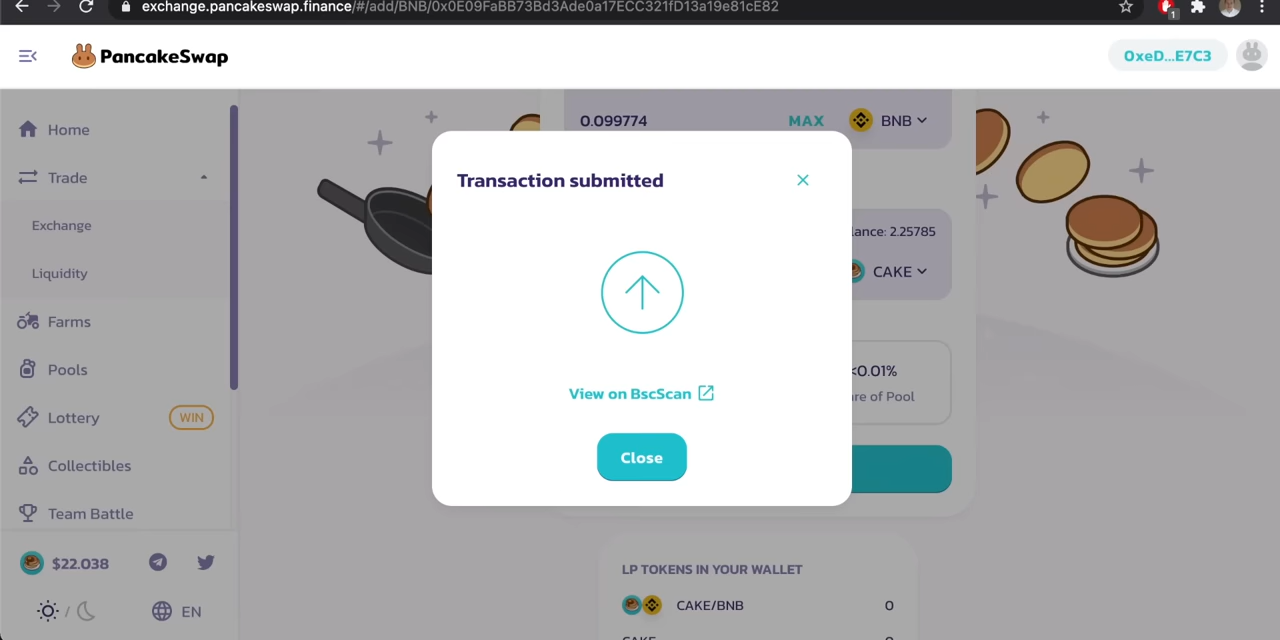 exchange.pancakeswap.finance/#/add/BNB/0x0E09FaBB73Bd3Ade0a17ECC321fD13a19e81cE82
1
PancakeSwap
0xeD...E7C3
Home
Trade
Exchange
Liquidity
Farms
Pools
Lottery
WIN
Collectibles
Team Battle
$22.038
/
EN
0.099774
MAX
BNB
Transaction submitted
lance: 2.25785
CAKE
View on BscScan
<0.01%
re of Pool
Close
LP TOKENS IN YOUR WALLET
CAKE/BNB
0